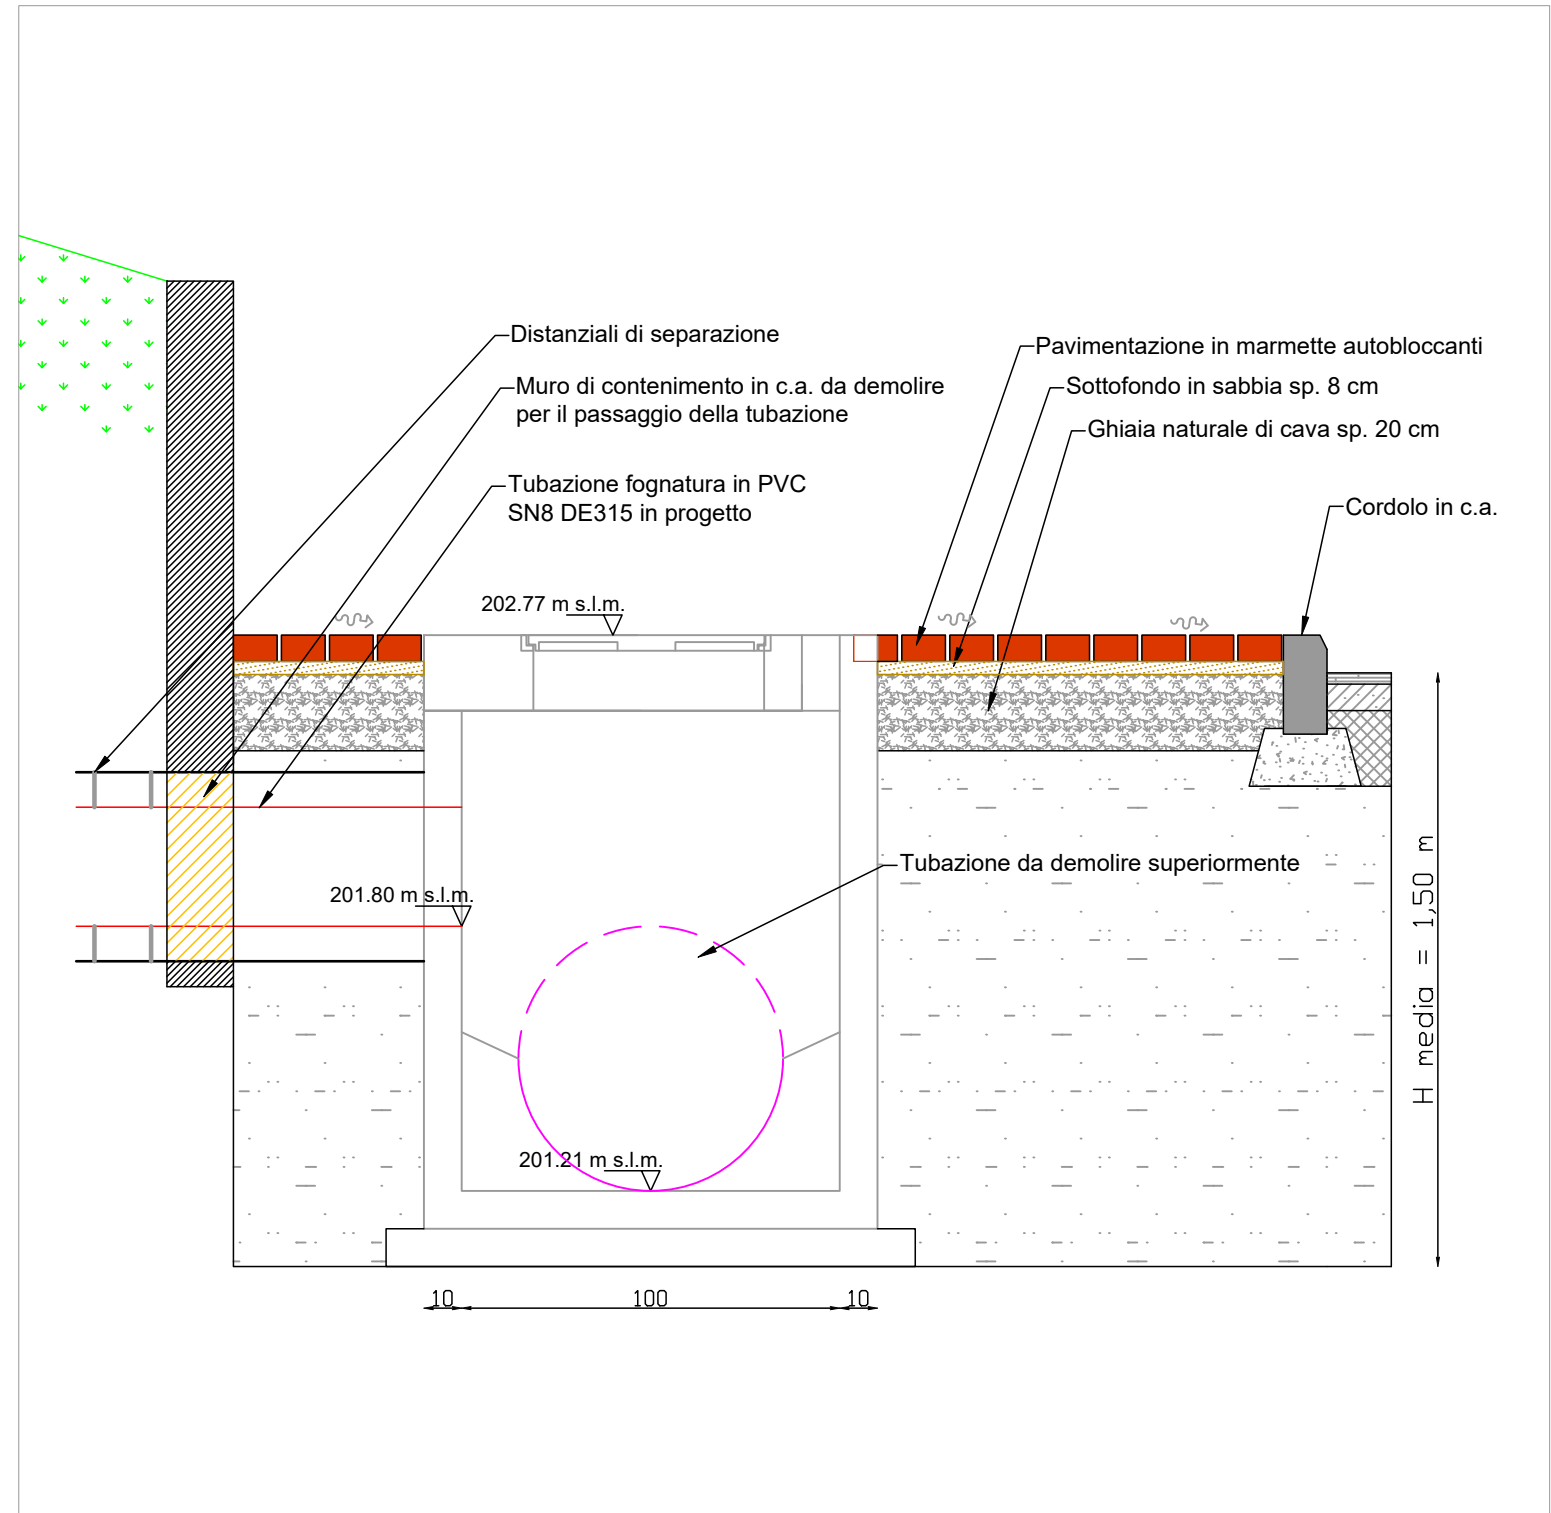 Distanziali di separazione
Pavimentazione in marmette autobloccanti
Muro di contenimento in c.a. da demolire
per il passaggio della tubazione
Sottofondo in sabbia sp. 8 cm
Ghiaia naturale di cava sp. 20 cm
Tubazione fognatura in PVC
SN8 DE315 in progetto
Cordolo in c.a.
202.77 m s.l.m.
Tubazione da demolire superiormente
201.80 m s.l.m.
H media = 1,50 m
201.21 m s.l.m.
10
100
10